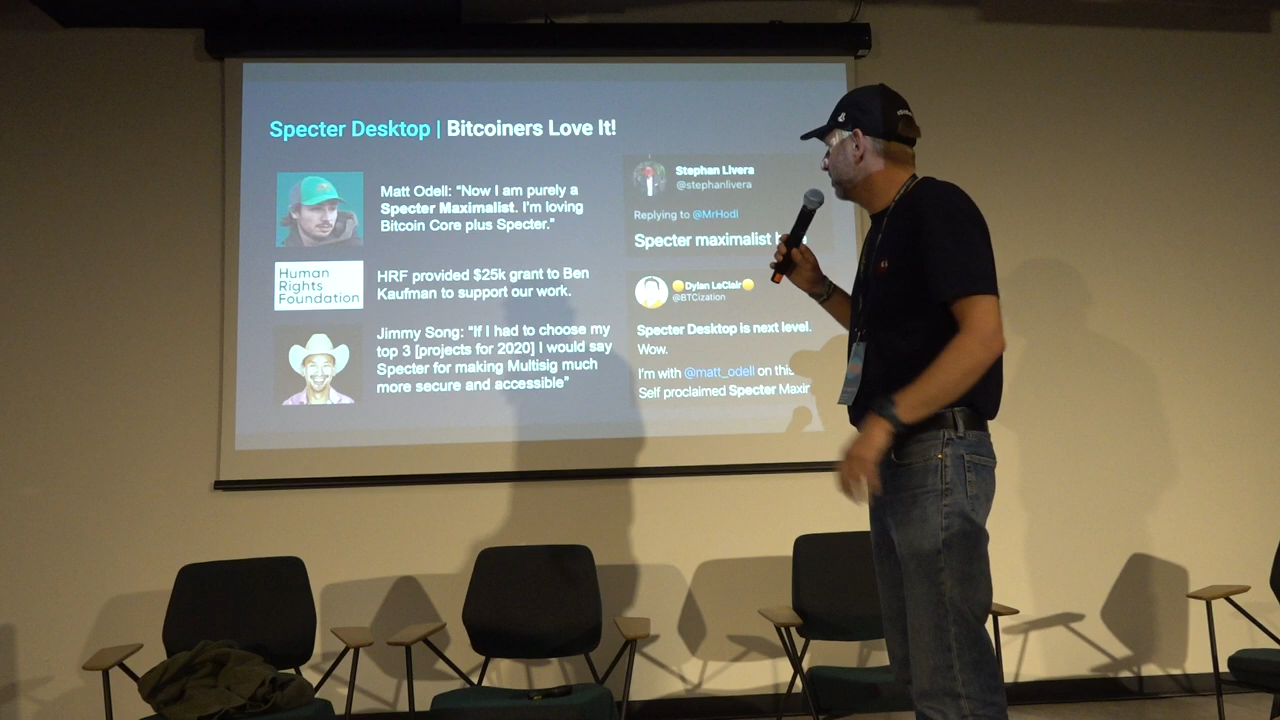 Specter Desktop | Bitcoiners Love It!
Matt Odell: “Now I am purely a
Specter Maximalist. I’m loving
Bitcoin Core plus Specter.”
Human
Rights
Foundation
HRF provided $25k grant to Ben
Kaufman to support our work.
Jimmy Song: “If I had to choose my
top 3 [projects for 2020] I would say
Specter for making Multisig much
more secure and accessible”
Stephan Livera
@stephanlivera
Replying to @MrHodl
Specter maximalist
Dylan LeClair
@BTCization
Specter Desktop is next level.
Wow.
I’m with @matt_odell on this
Self proclaimed Specter